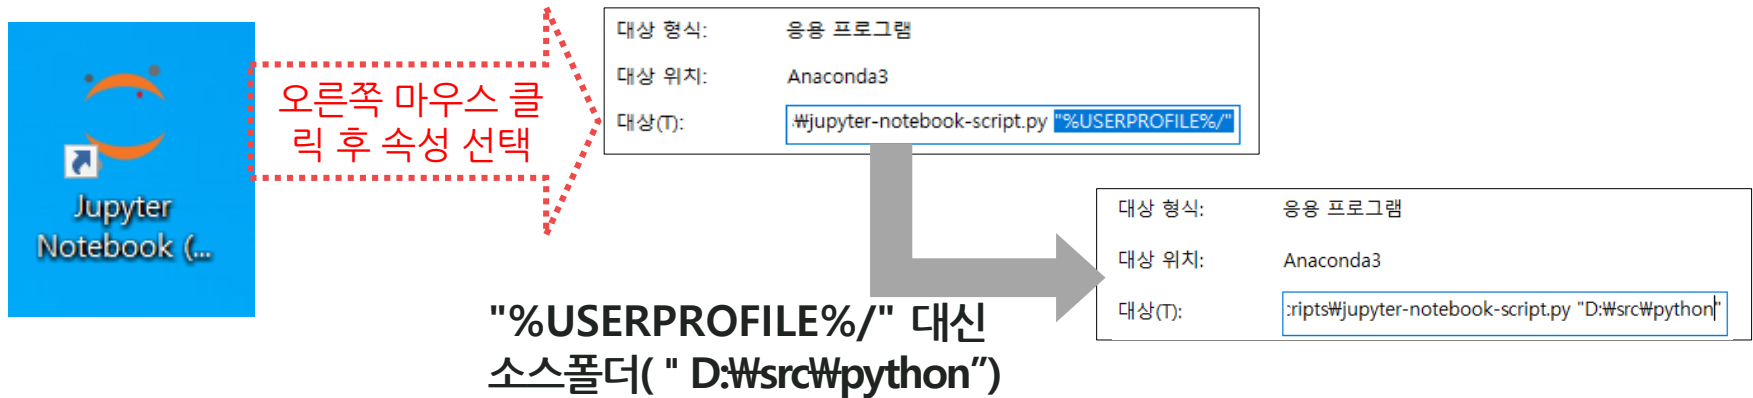 Jupyter
Notebook (...
오른쪽 마우스 클
릭 후 속성 선택
대상 형식: 응용 프로그램
대상 위치: Anaconda3
대상(T): ₩jupyter-notebook-script.py "%USERPROFILE%/"
대상 형식: 응용 프로그램
대상 위치: Anaconda3
대상(T): :ripts₩jupyter-notebook-script.py "D:₩src₩python"
"%USERPROFILE%/" 대신
소스폴더( " D:₩src₩python”)